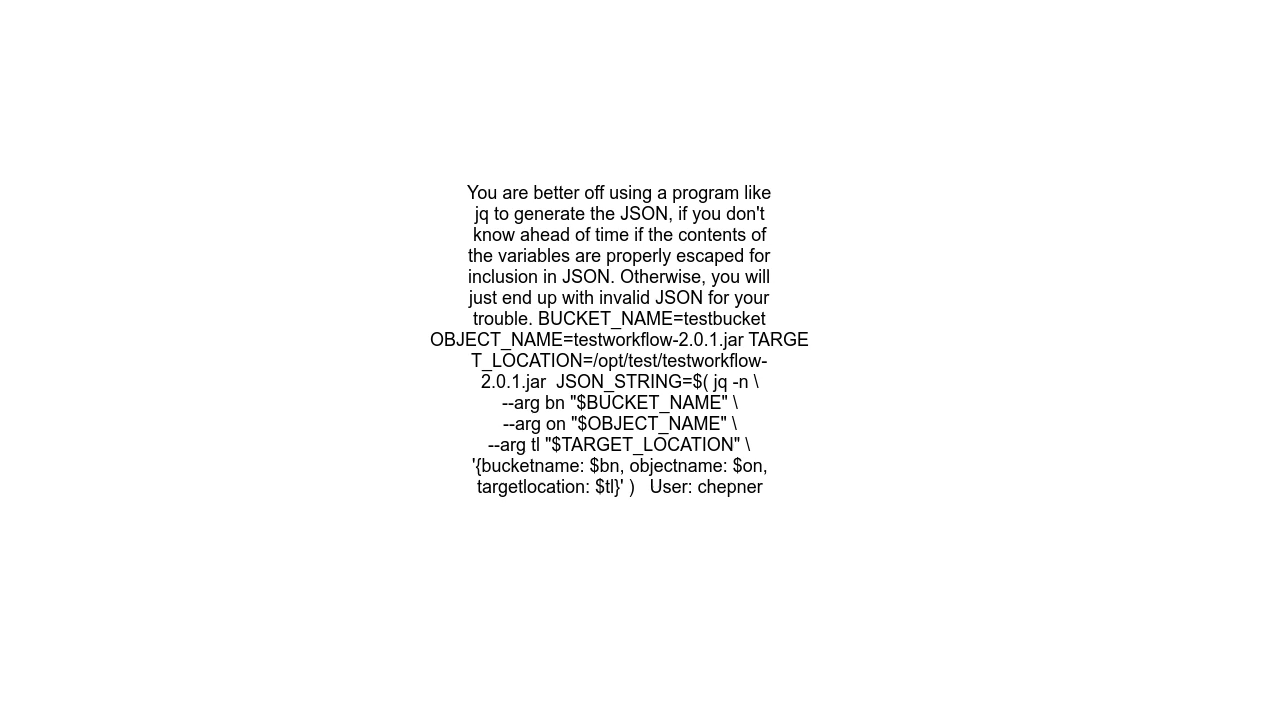 You are better off using a program like
jq to generate the JSON, if you don't
know ahead of time if the contents of
the variables are properly escaped for
inclusion in JSON. Otherwise, you will
just end up with invalid JSON for your
trouble. BUCKET_NAME=testbucket
OBJECT_NAME=testworkflow-2.0.1.jar TARGE
T_LOCATION=/opt/test/testworkflow-
2.0.1.jar  JSON_STRING=$( jq -n \
--arg bn "$BUCKET_NAME" \
--arg on "$OBJECT_NAME" \
--arg tl "$TARGET_LOCATION" \
'{bucketname: $bn, objectname: $on,
targetlocation: $tl}' )   User: chepner